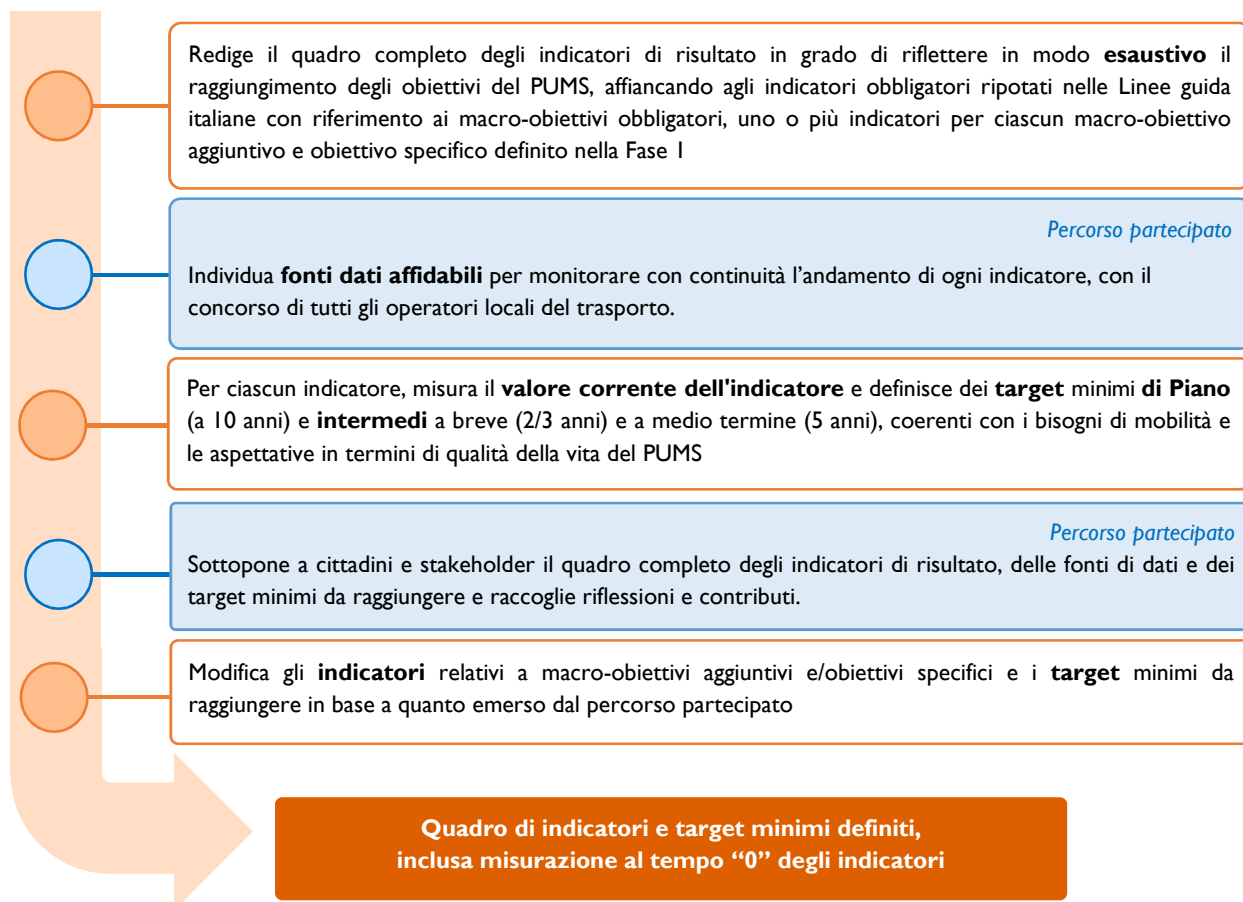 Redige il quadro completo degli indicatori di risultato in grado di riflettere in modo esaustivo il
raggiungimento degli obiettivi del PUMS, affiancando agli indicatori obbligatori ripotati nelle Linee guida
italiane con riferimento ai macro-obiettivi obbligatori, uno o più indicatori per ciascun macro-obiettivo
aggiuntivo e obiettivo specifico definito nella Fase 1
Percorso partecipato
Individua fonti dati affidabili per monitorare con continuità l’andamento di ogni indicatore, con il
concorso di tutti gli operatori locali del trasporto.
Per ciascun indicatore, misura il valore corrente dell'indicatore e definisce dei target minimi di Piano
(a 10 anni) e intermedi a breve (2/3 anni) e a medio termine (5 anni), coerenti con i bisogni di mobilità e
le aspettative in termini di qualità della vita del PUMS
Percorso partecipato
Sottopone a cittadini e stakeholder il quadro completo degli indicatori di risultato, delle fonti di dati e dei
target minimi da raggiungere e raccoglie riflessioni e contributi.
Modifica gli indicatori relativi a macro-obiettivi aggiuntivi e/obiettivi specifici e i target minimi da
raggiungere in base a quanto emerso dal percorso partecipato
Quadro di indicatori e target minimi definiti,
inclusa misurazione al tempo “0” degli indicatori